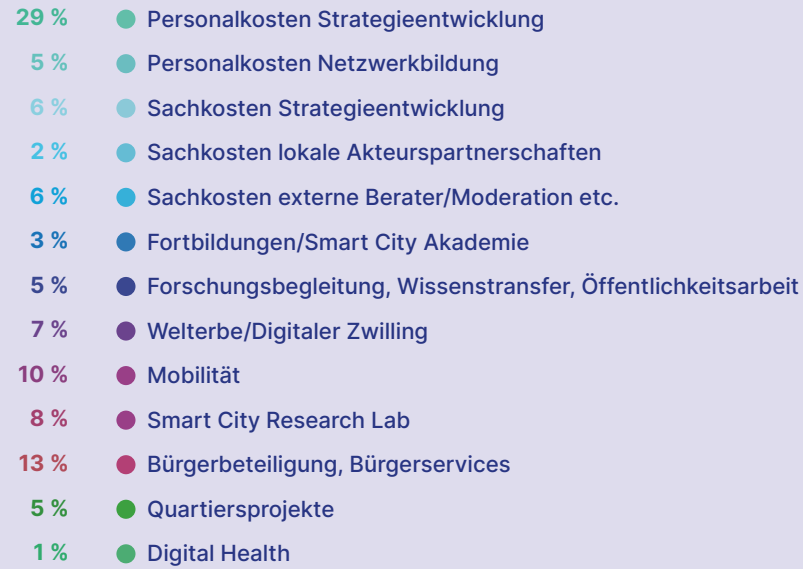 29 % Personalkosten Strategieentwicklung
5 % Personalkosten Netzwerkbildung
6 % Sachkosten Strategieentwicklung
2 % Sachkosten lokale Akteurspartnerschaften
6 % Sachkosten externe Berater/Moderation etc.
3 % Fortbildungen/Smart City Akademie
5 % Forschungsbegleitung, Wissenstransfer, Öffentlichkeitsarbeit
7 % Welterbe/Digitaler Zwilling
10 % Mobilität
8 % Smart City Research Lab
13 % Bürgerbeteiligung, Bürgerservices
5 % Quartiersprojekte
1 % Digital Health